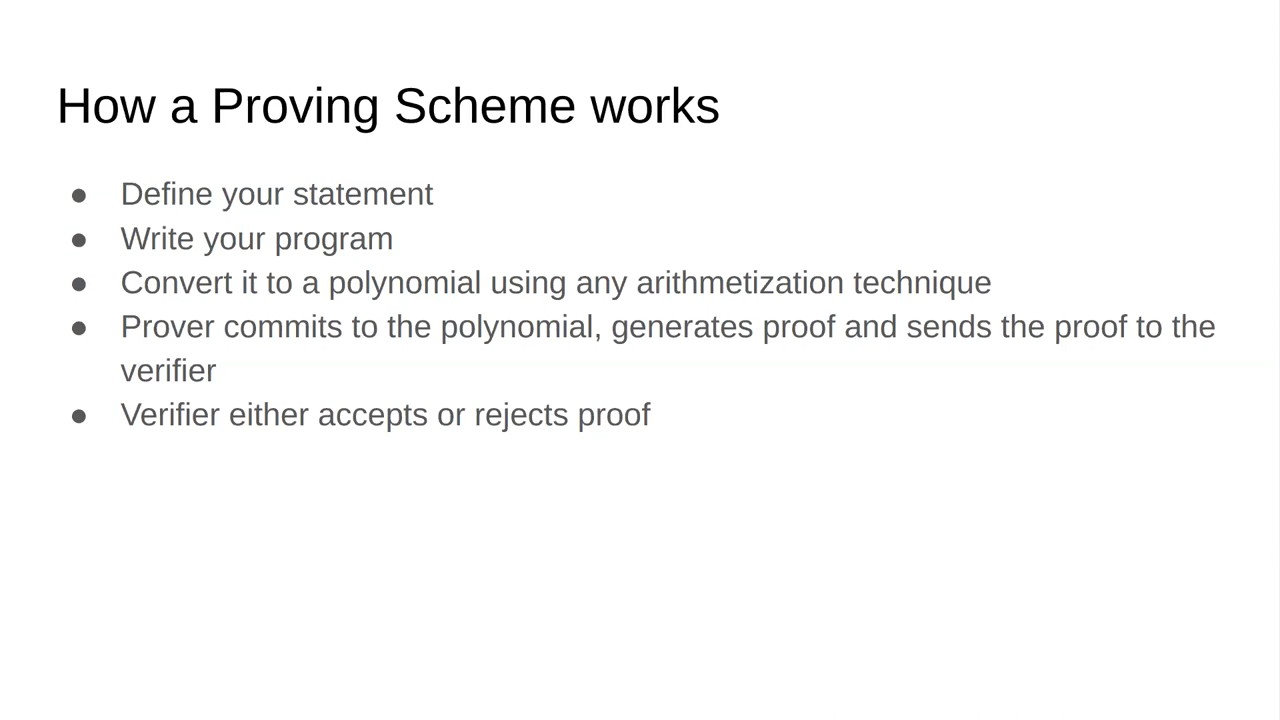 How a Proving Scheme works
● Define your statement
● Write your program
● Convert it to a polynomial using any arithmetization technique
● Prover commits to the polynomial, generates proof and sends the proof to the
verifier
● Verifier either accepts or rejects proof